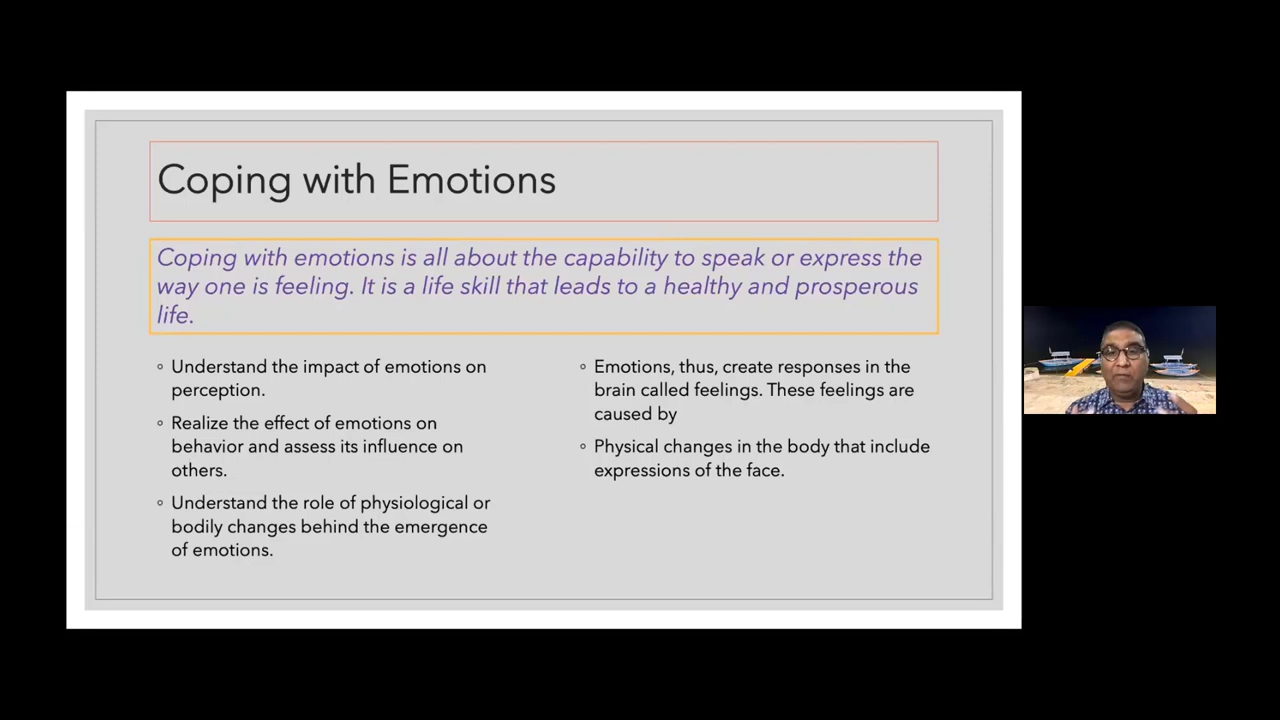 Coping with Emotions
Coping with emotions is all about the capability to speak or express the
way one is feeling. It is a life skill that leads to a healthy and prosperous
life.
◦ Understand the impact of emotions on
perception.
◦ Realize the effect of emotions on
behavior and assess its influence on
others.
◦ Understand the role of physiological or
bodily changes behind the emergence
of emotions.
◦ Emotions, thus, create responses in the
brain called feelings. These feelings are
caused by
◦ Physical changes in the body that include
expressions of the face.